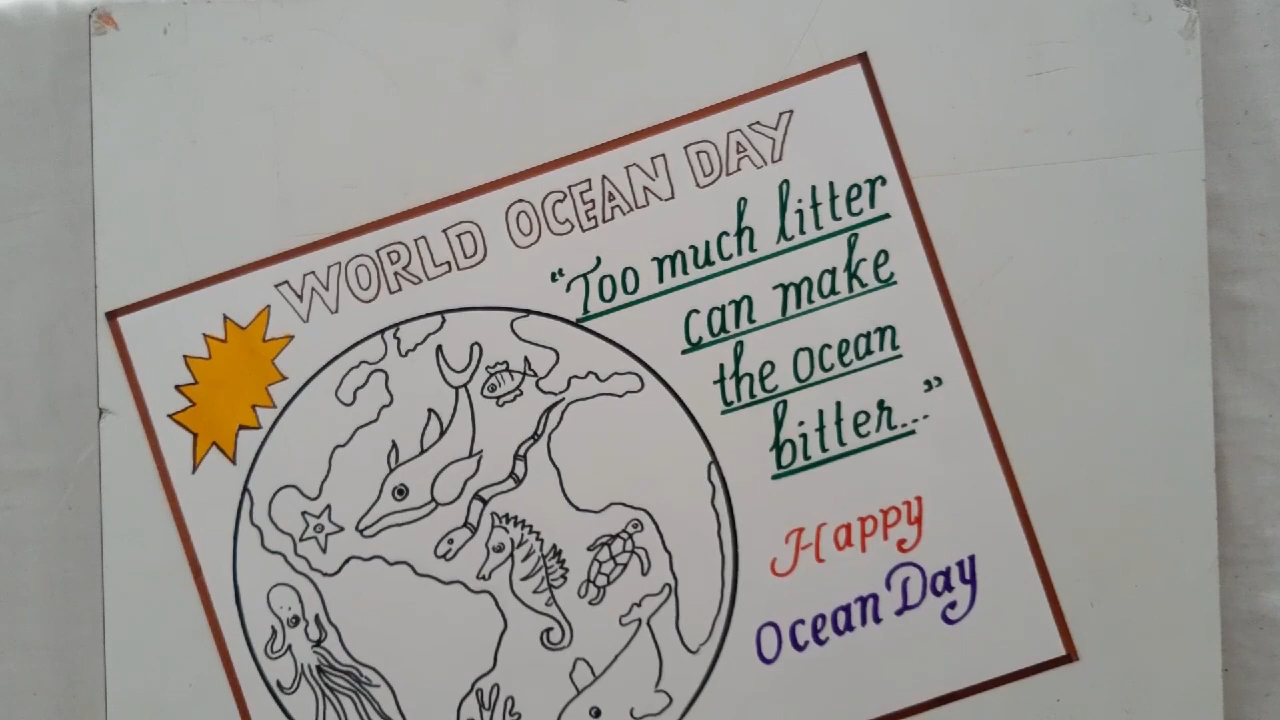 WORLD OCEAN DAY
"Too much litter
can make
the ocean
bitter..."
Happy
Ocean Day